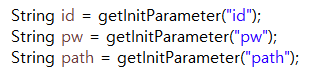 String id = getInitParameter("id");
String pw = getInitParameter("pw");
String path = getInitParameter("path");